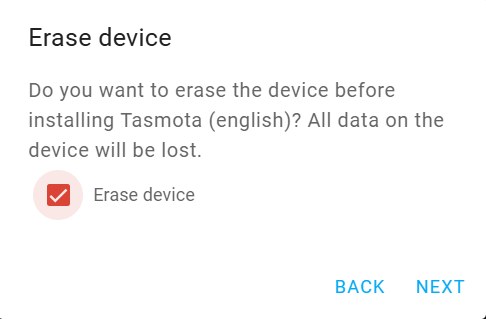 Erase device
Do you want to erase the device before
installing Tasmota (english)? All data on the
device will be lost.
Erase device
BACK NEXT